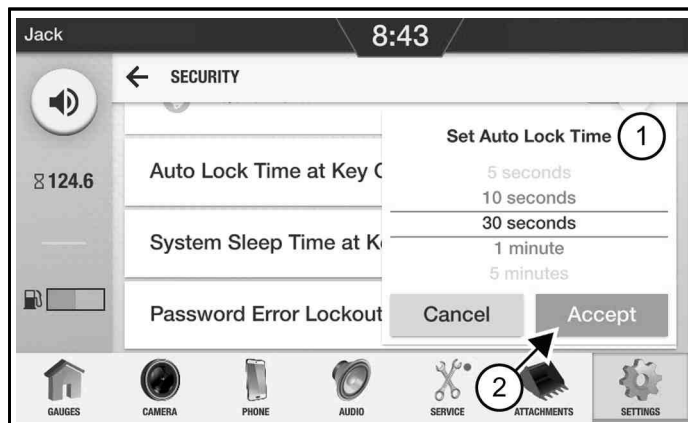 Jack
8:43
SECURITY
124.6
Set Auto Lock Time
1
5 seconds
10 seconds
30 seconds
1 minute
5 minutes
Auto Lock Time at Key
System Sleep Time at
Password Error Lockout
Cancel
Accept
2
GAUGES
CAMERA
PHONE
AUDIO
SERVICE
ATTACHMENTS
SETTINGS